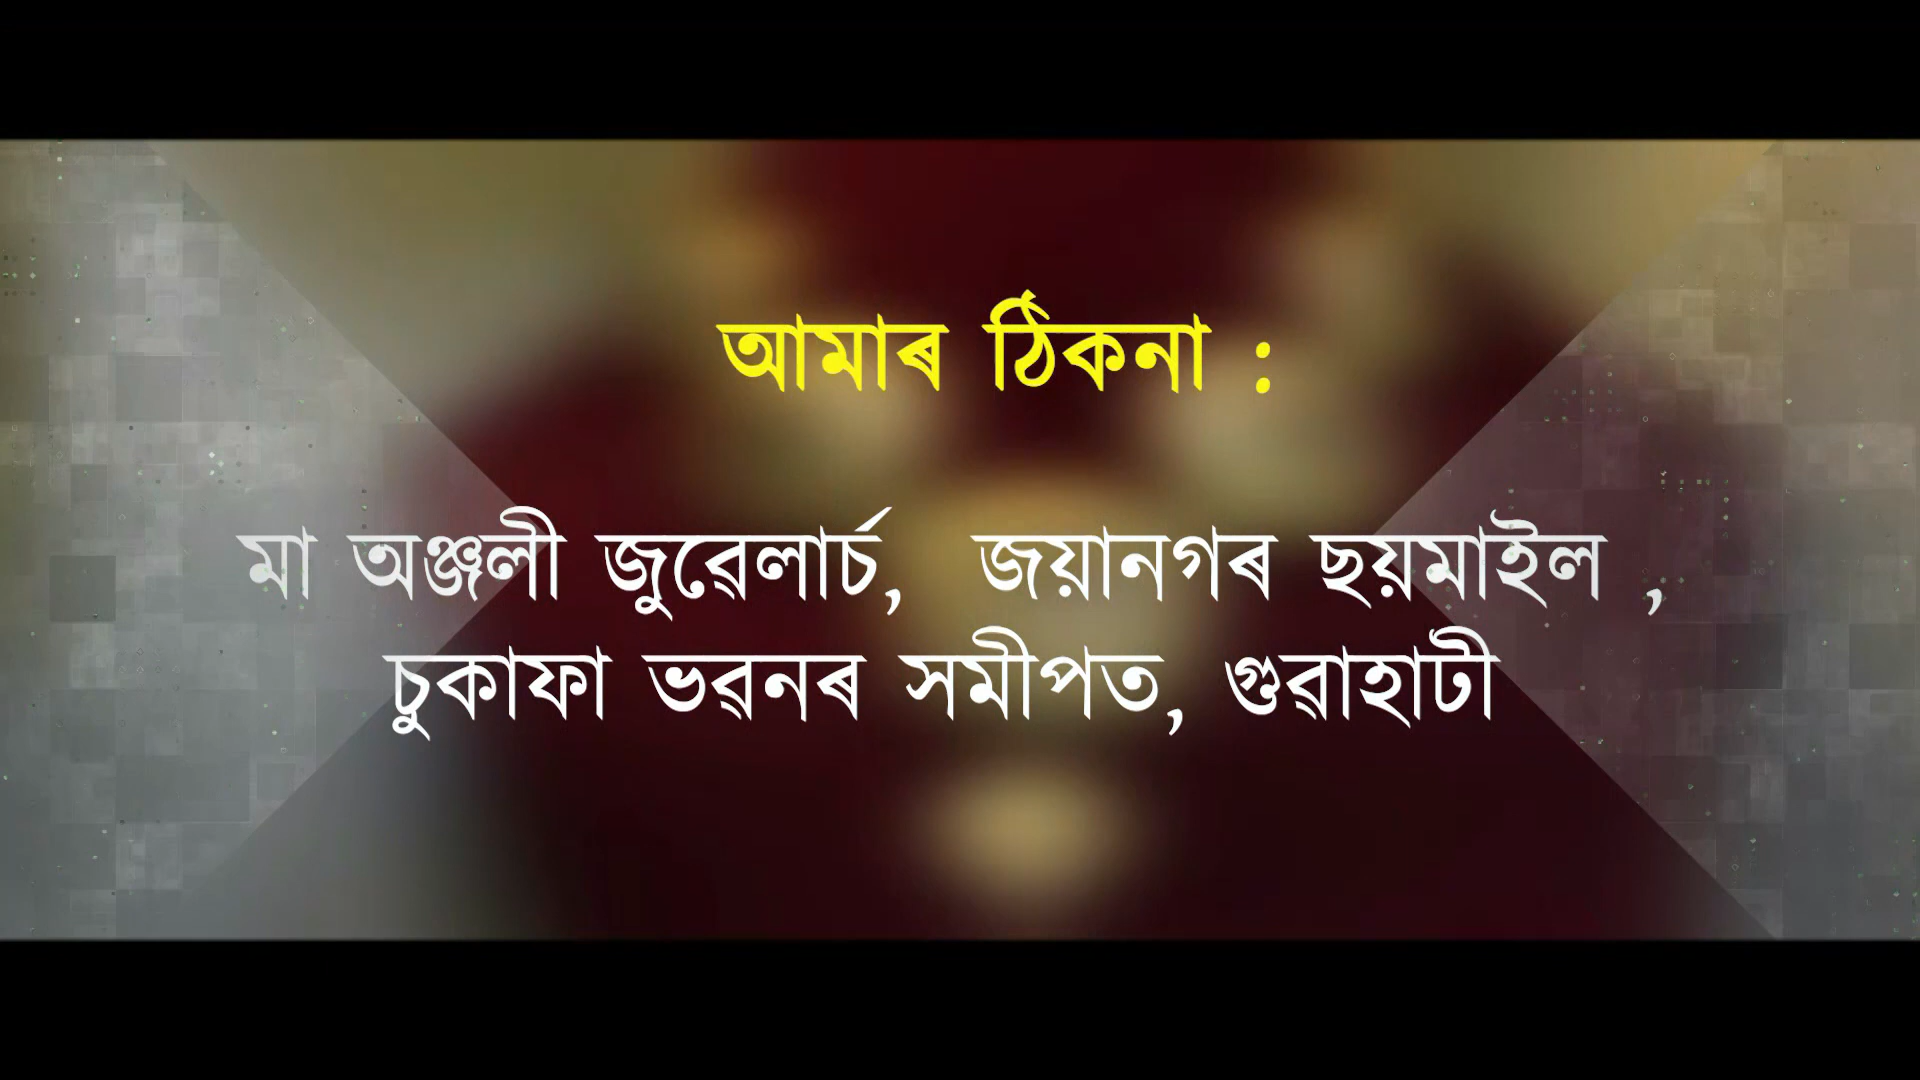 আমাৰ ঠিকনা :
মা অঞ্জলী জুৱেলাৰ্চ, জয়ানগৰ ছয়মাইল ,
চুকাফা ভৱনৰ সমীপত, গুৱাহাটী